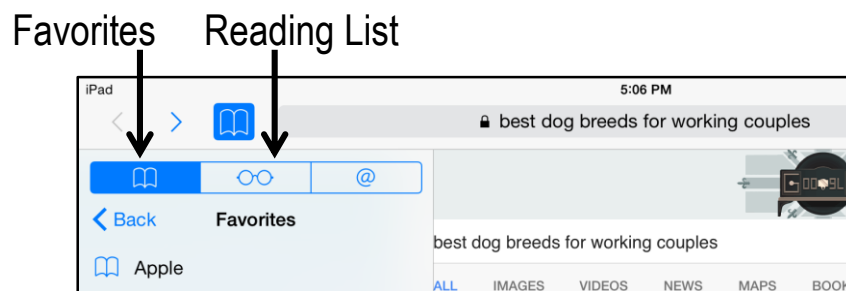 Favorites Reading List
iPad 5:06 PM
best dog breeds for working couples
@
Back Favorites
best dog breeds for working couples
Apple
ALL IMAGES VIDEOS NEWS MAPS